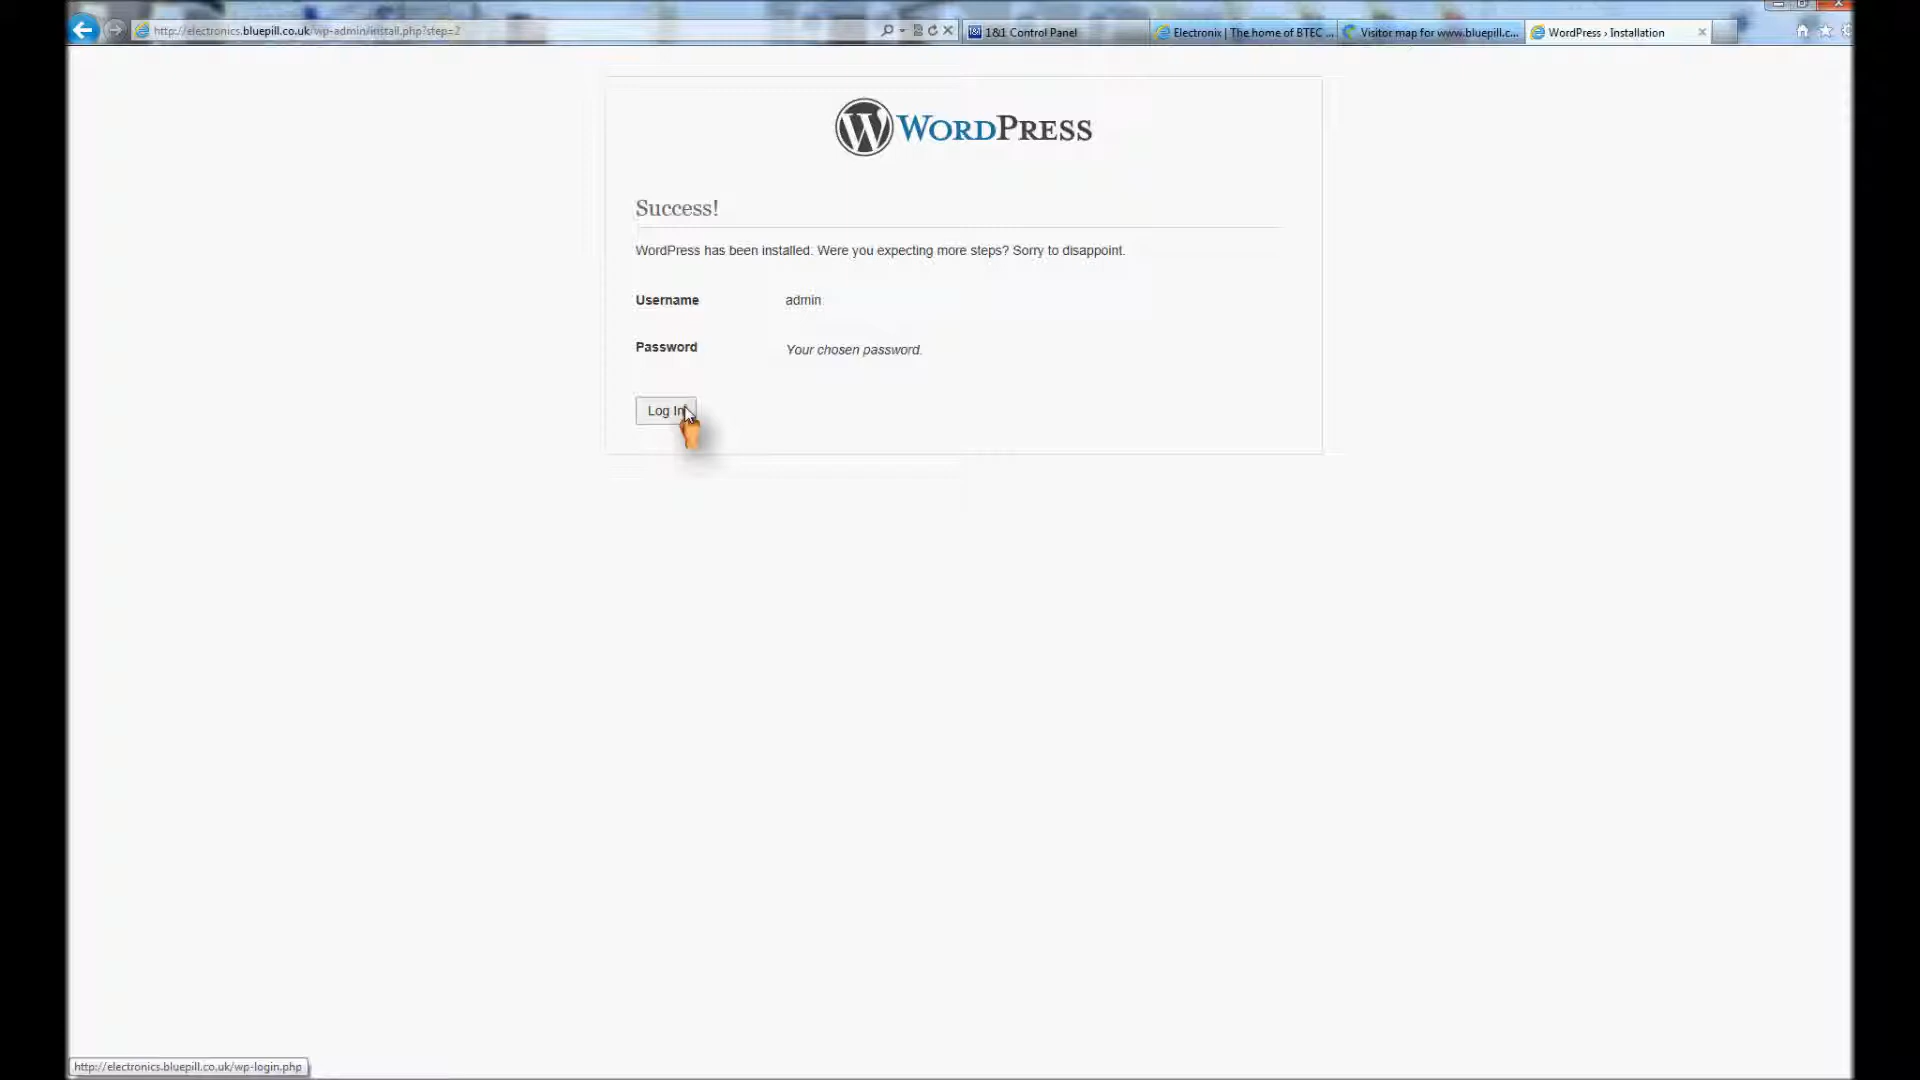 http://electronics.bluepill.co.uk/wp-admin/install.php?step=2
1&1 Control Panel
Electronix | The home of BTEC ...
Visitor map for www.bluepill.c...
WordPress › Installation
WORDPRESS
Success!
WordPress has been installed. Were you expecting more steps? Sorry to disappoint.
Username admin
Password Your chosen password.
Log In
http://electronics.bluepill.co.uk/wp-login.php